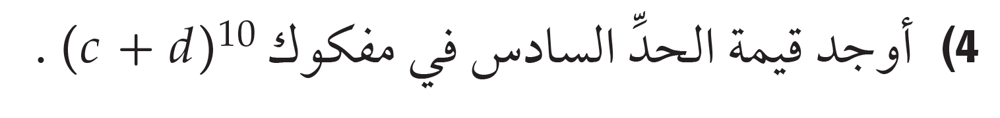 4) أوجد قيمة الحدِّ السادس في مفكوك (c + d)^10 .